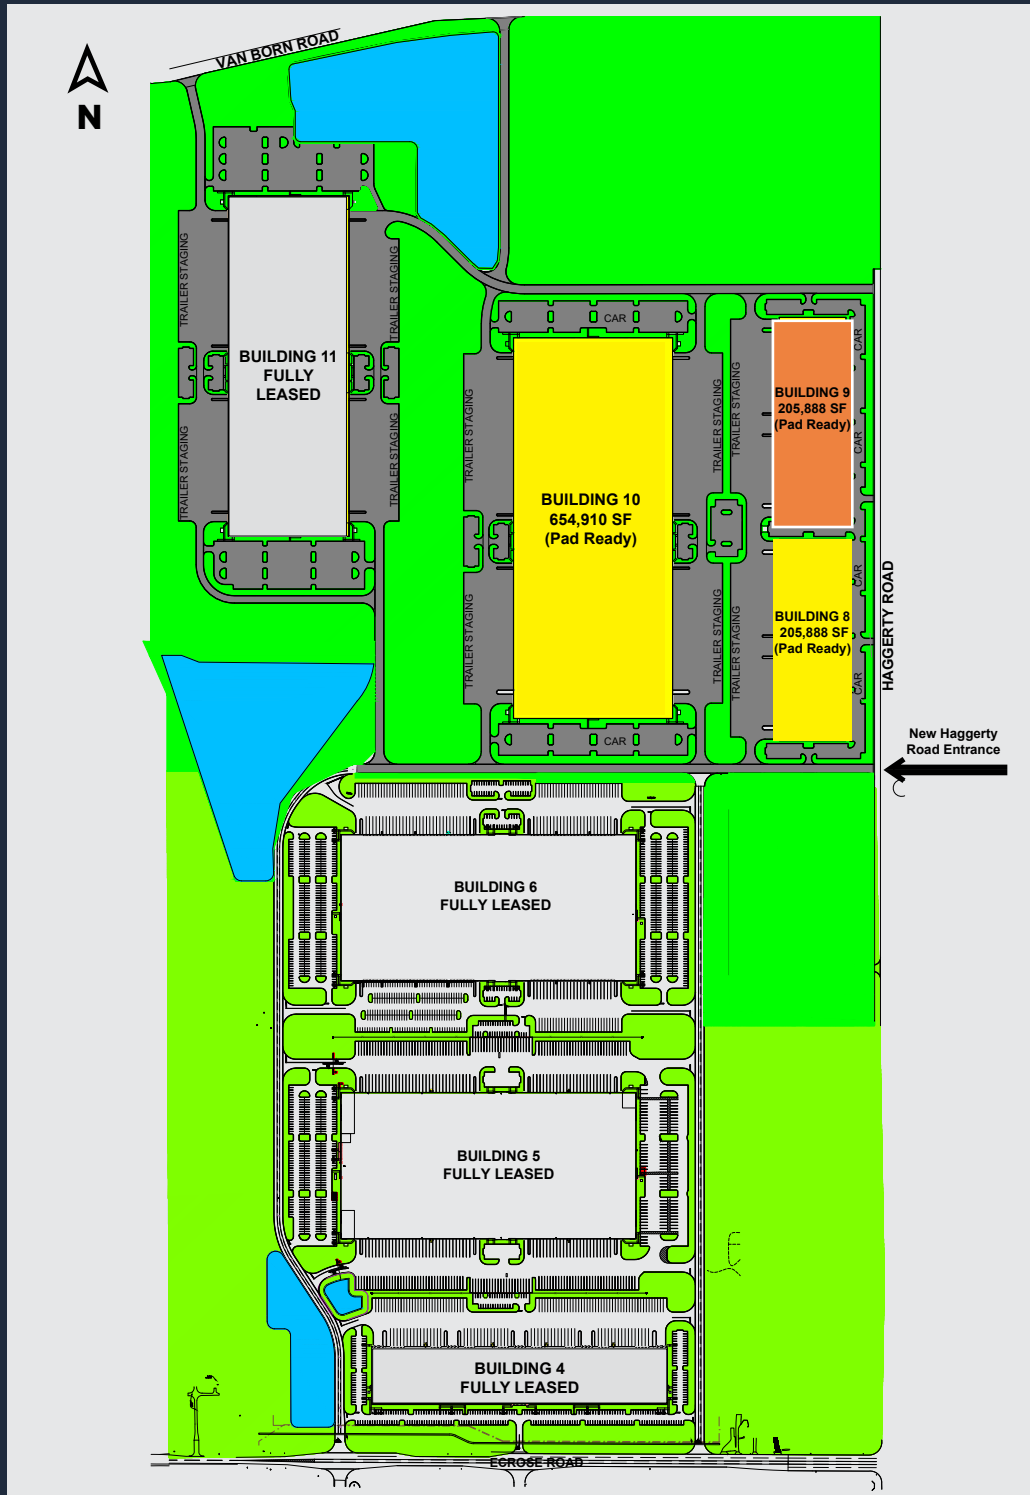 VAN BORN ROAD
N
TRAILER STAGING
TRAILER STAGING
BUILDING 11
FULLY
LEASED
TRAILER STAGING
TRAILER STAGING
CAR
TRAILER STAGING
BUILDING 10
654,910 SF
(Pad Ready)
TRAILER STAGING
TRAILER STAGING
TRAILER STAGING
CAR
TRAILER STAGING
TRAILER STAGING
CAR
BUILDING 9
205,888 SF
(Pad Ready)
CAR
CAR
BUILDING 8
205,888 SF
(Pad Ready)
CAR
HAGGERTY ROAD
New Haggerty
Road Entrance
BUILDING 6
FULLY LEASED
BUILDING 5
FULLY LEASED
BUILDING 4
FULLY LEASED
ECROSE ROAD